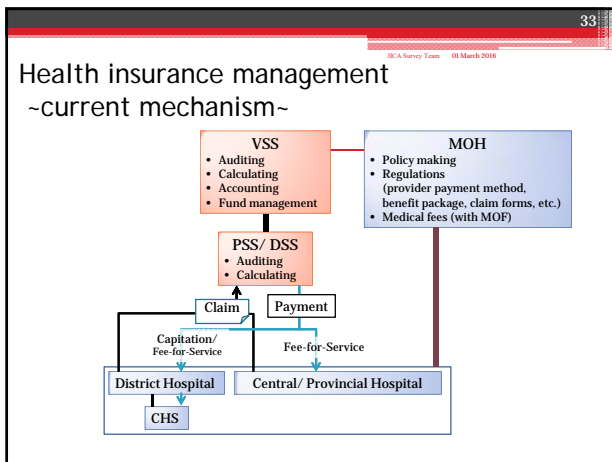 33
JICA Survey Team 01 March 2016
Health insurance management
~current mechanism~
VSS
• Auditing
• Calculating
• Accounting
• Fund management
MOH
• Policy making
• Regulations
(provider payment method,
benefit package, claim forms, etc.)
• Medical fees (with MOF)
PSS/ DSS
• Auditing
• Calculating
Claim
Payment
Capitation/
Fee-for-Service
Fee-for-Service
District Hospital
Central/ Provincial Hospital
CHS